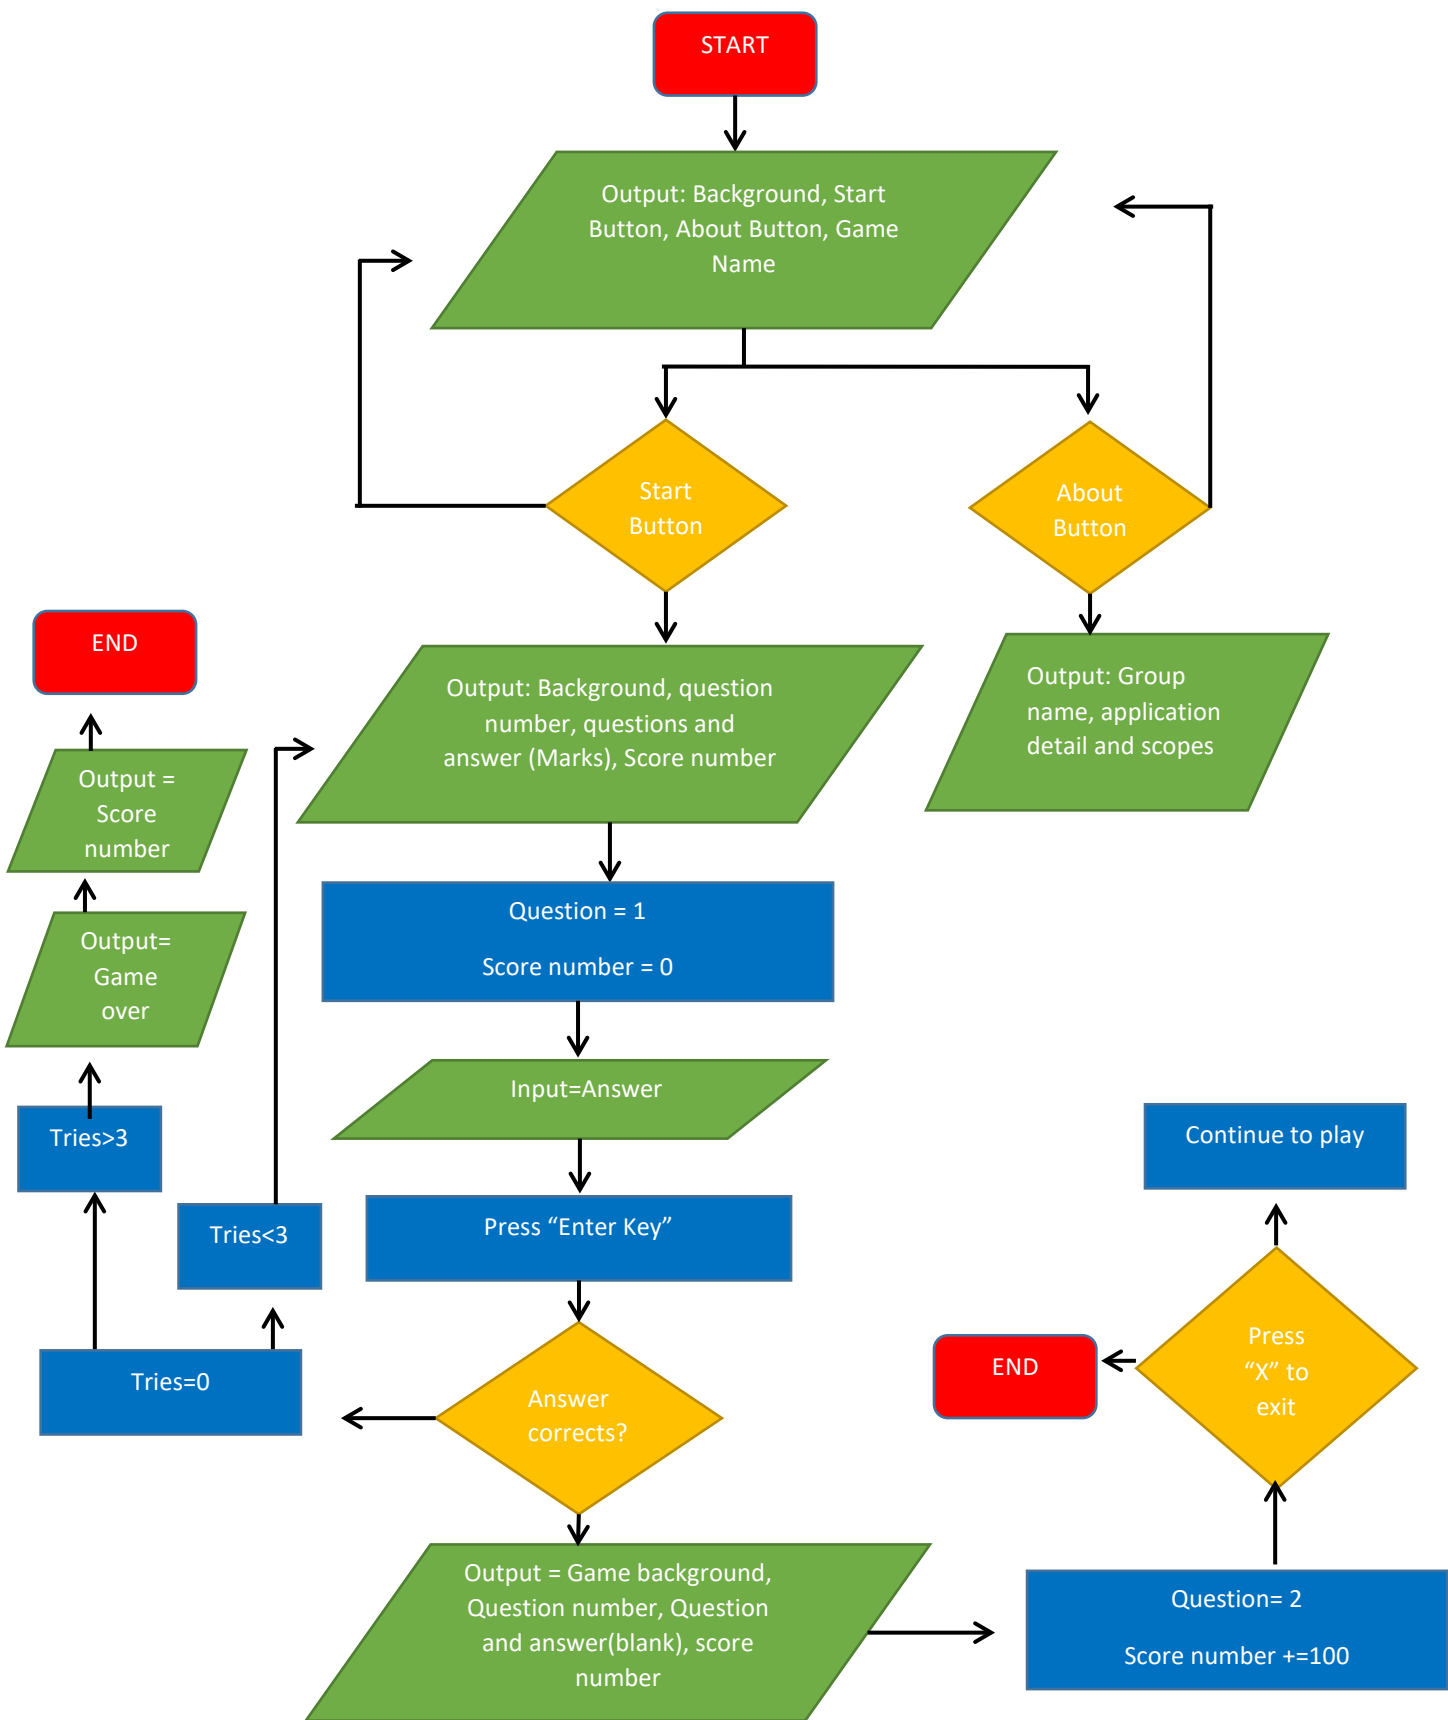 START
Output: Background, Start
Button, About Button, Game
Name
Start
Button
About
Button
END
Output: Background, question
number, questions and
answer (Marks), Score number
Output: Group
name, application
detail and scopes
Output =
Score
number
Question = 1
Score number = 0
Output=
Game
over
Input=Answer
Tries>3
Continue to play
Press “Enter Key”
Tries<3
Tries=0
Answer
corrects?
END
Press
“X” to
exit
Output = Game background,
Question number, Question
and answer(blank), score
number
Question= 2
Score number +=100